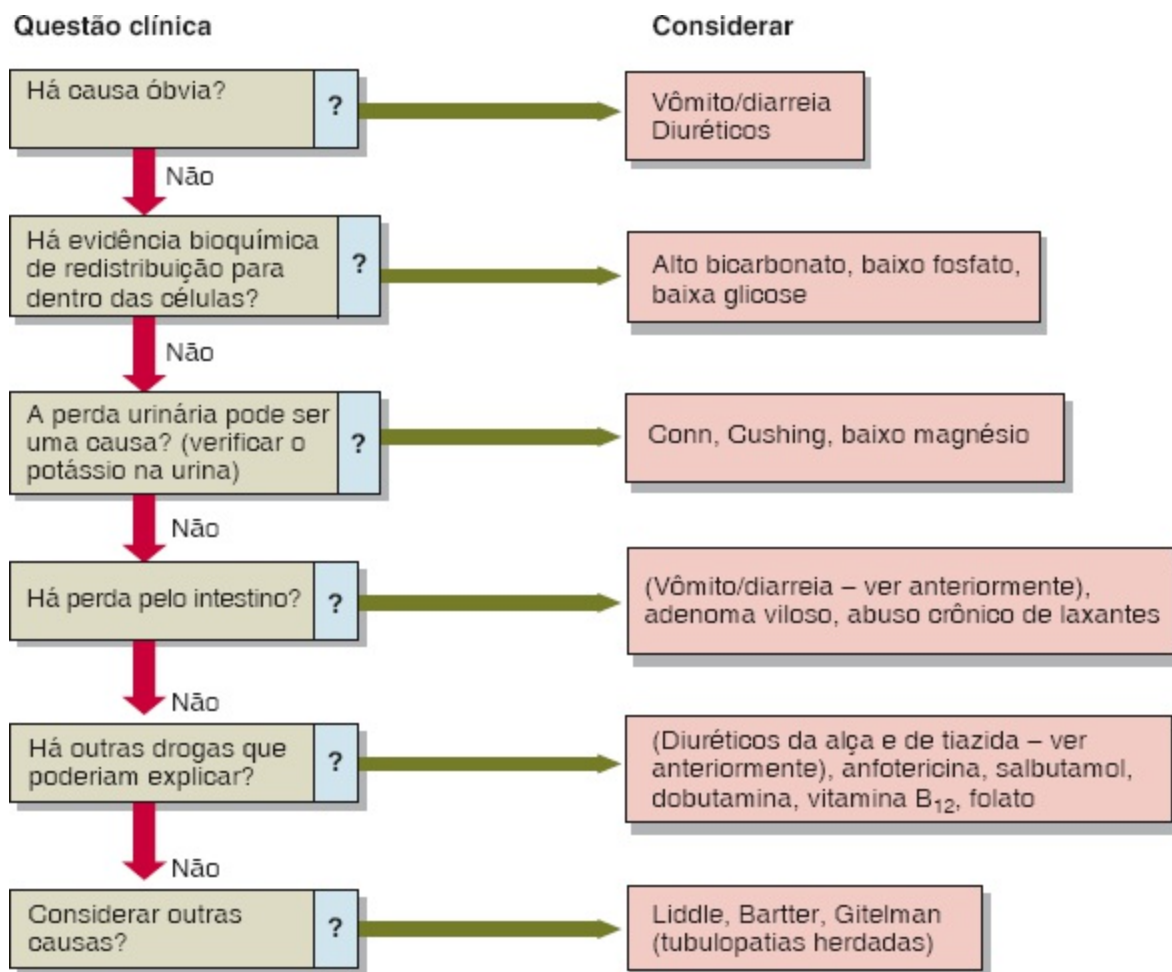 Questão clínica
Considerar
Há causa óbvia?
?
Vômito/diarreia
Diuréticos
Não
Há evidência bioquímica
de redistribuição para
dentro das células?
?
Alto bicarbonato, baixo fosfato,
baixa glicose
Não
A perda urinária pode ser
uma causa? (verificar o
potássio na urina)
?
Conn, Cushing, baixo magnésio
Não
Há perda pelo intestino?
?
(Vômito/diarreia – ver anteriormente),
adenoma viloso, abuso crônico de laxantes
Não
Há outras drogas que
poderiam explicar?
?
(Diuréticos da alça e de tiazida – ver
anteriormente), anfotericina, salbutamol,
dobutamina, vitamina B₁₂, folato
Não
Considerar outras
causas?
?
Liddle, Bartter, Gitelman
(tubulopatias herdadas)